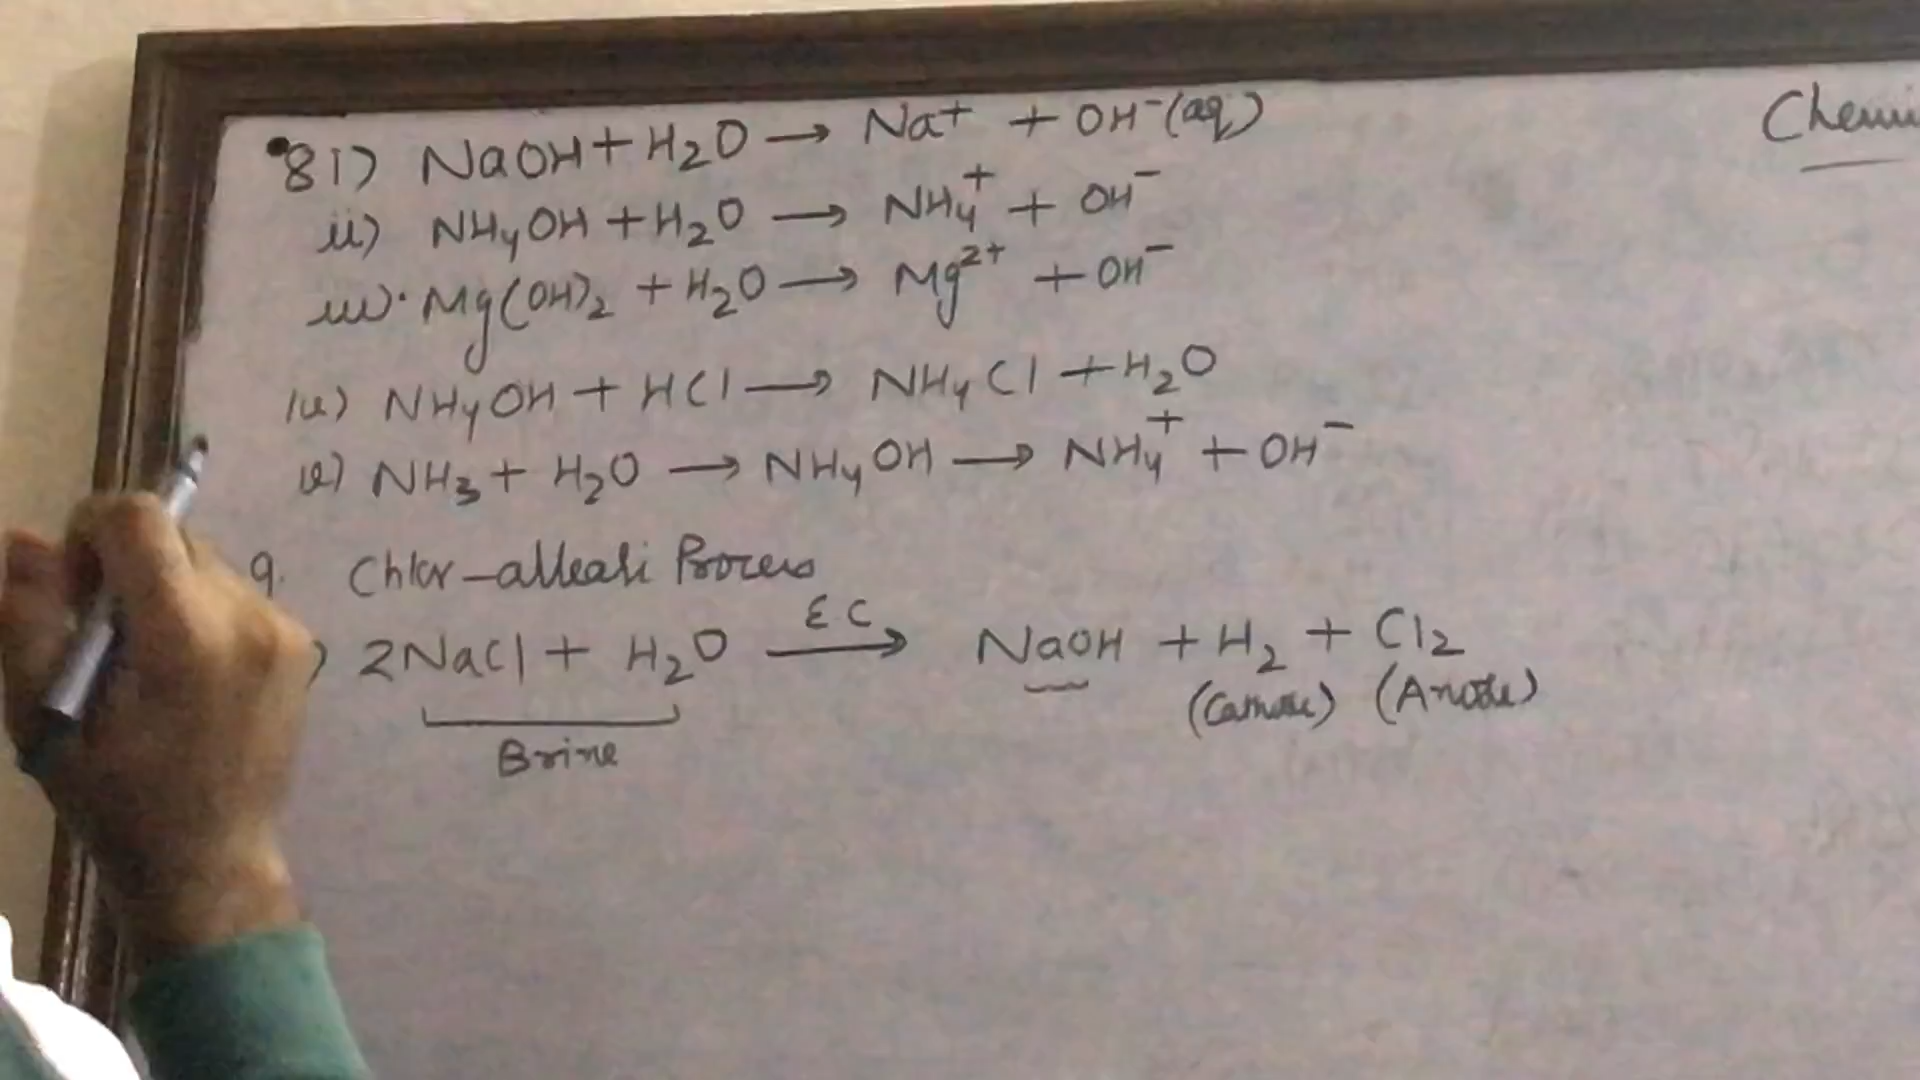 Chemi
8 i) NaOH + H₂O → Na⁺ + OH⁻(aq)
ii) NH₄OH + H₂O → NH₄⁺ + OH⁻
iii) Mg(OH)₂ + H₂O → Mg²⁺ + OH⁻
iv) NH₄OH + HCl → NH₄Cl + H₂O
v) NH₃ + H₂O → NH₄OH → NH₄⁺ + OH⁻
9. Chlor-alkali Process
E.C
) 2NaCl + H₂O → NaOH + H₂ + Cl₂
(Cathode) (Anode)
Brine